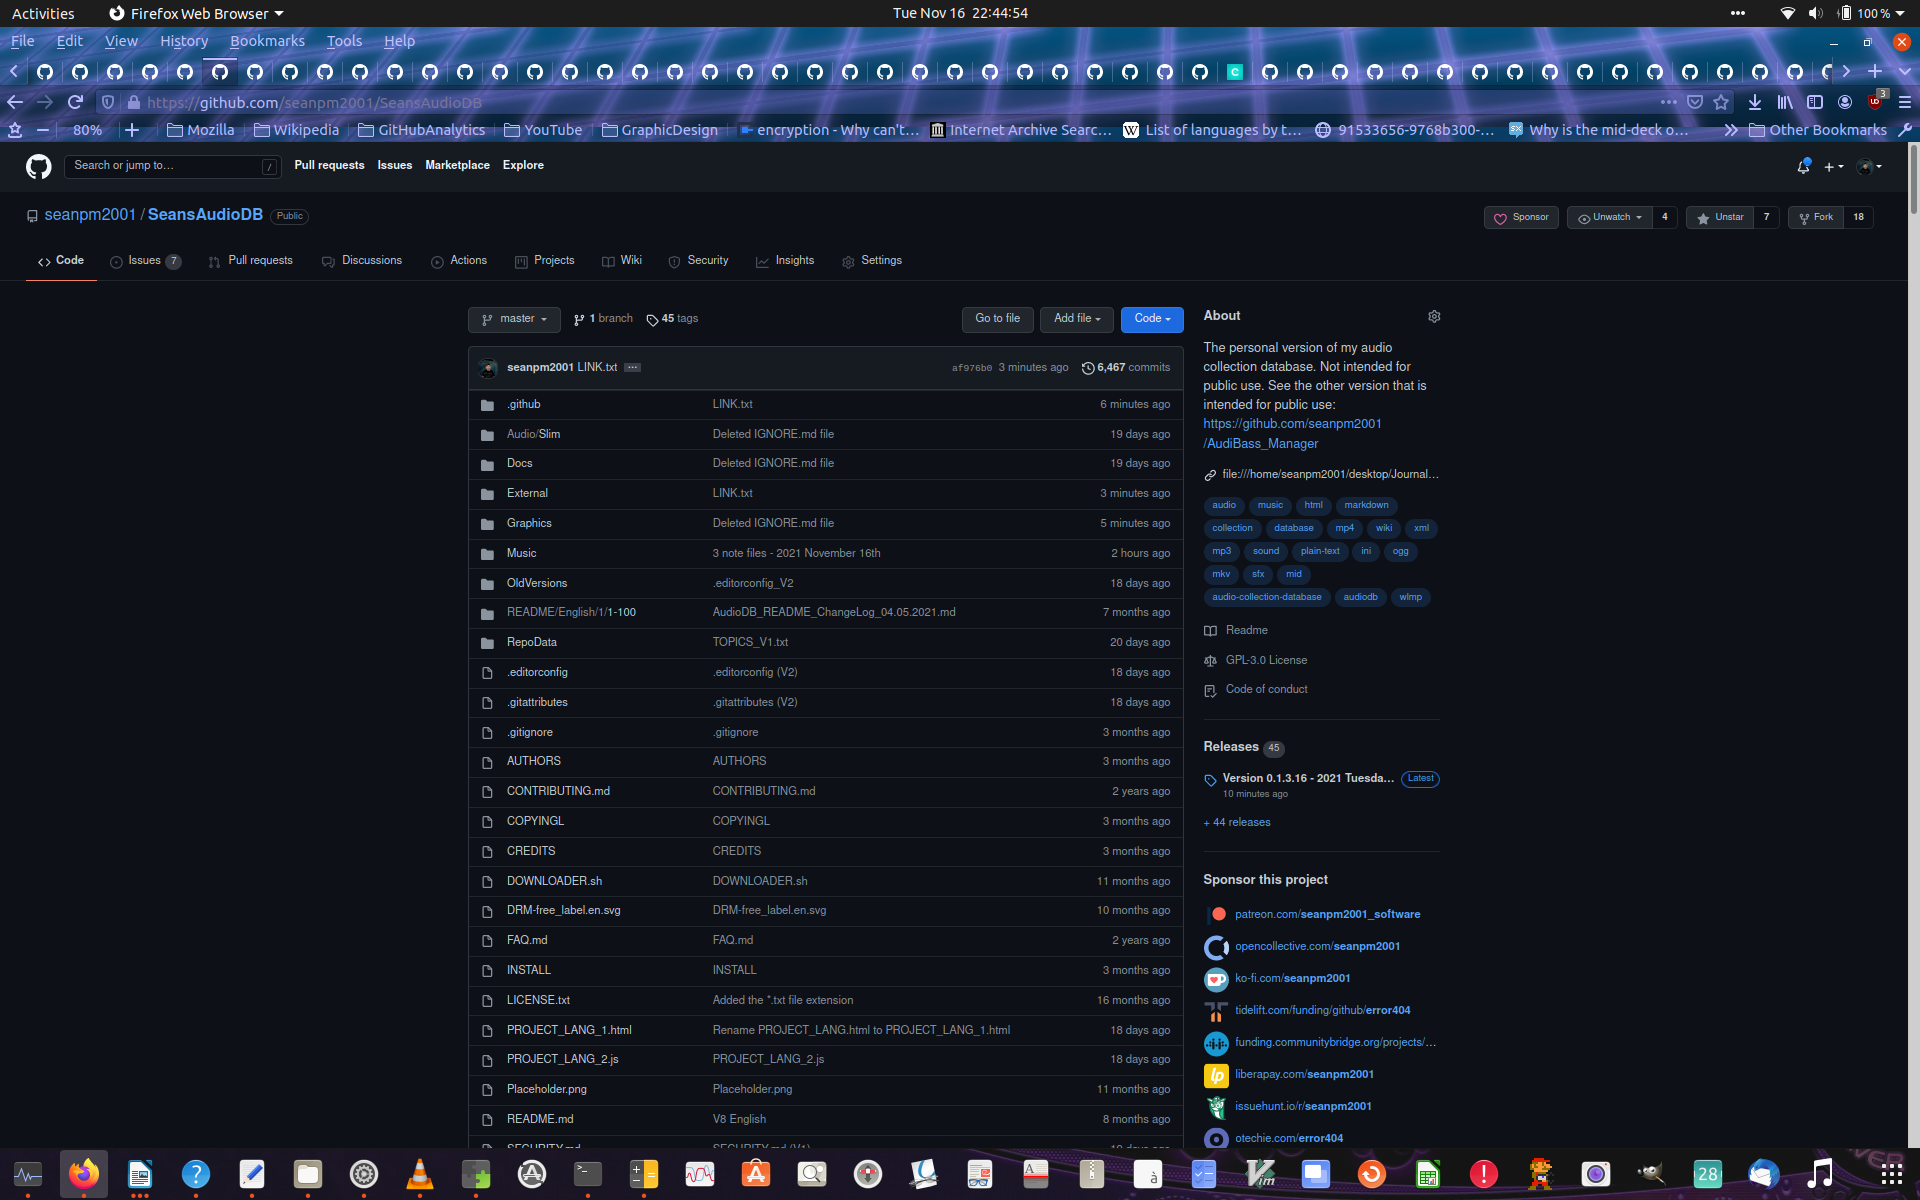 Activities Firefox Web Browser Tue Nov 16 22:44:54 100 %
File Edit View History Bookmarks Tools Help
https://github.com/seanpm2001/SeansAudioDB 3
80% Mozilla Wikipedia GitHubAnalytics YouTube GraphicDesign encryption - Why can't… Internet Archive Searc… List of languages by t… 91533656-9768b300-… Why is the mid-deck o… Other Bookmarks
Search or jump to… / Pull requests Issues Marketplace Explore
seanpm2001 / SeansAudioDB Public Sponsor Unwatch 4 Unstar 7 Fork 18
Code Issues 7 Pull requests Discussions Actions Projects Wiki Security Insights Settings
master 1 branch 45 tags Go to file Add file Code
seanpm2001 LINK.txt … af976b0 3 minutes ago 6,467 commits
.github LINK.txt 6 minutes ago
Audio/Slim Deleted IGNORE.md file 19 days ago
Docs Deleted IGNORE.md file 19 days ago
External LINK.txt 3 minutes ago
Graphics Deleted IGNORE.md file 5 minutes ago
Music 3 note files - 2021 November 16th 2 hours ago
OldVersions .editorconfig_V2 18 days ago
README/English/1/1-100 AudioDB_README_ChangeLog_04.05.2021.md 7 months ago
RepoData TOPICS_V1.txt 20 days ago
.editorconfig .editorconfig (V2) 18 days ago
.gitattributes .gitattributes (V2) 18 days ago
.gitignore .gitignore 3 months ago
AUTHORS AUTHORS 3 months ago
CONTRIBUTING.md CONTRIBUTING.md 2 years ago
COPYINGL COPYINGL 3 months ago
CREDITS CREDITS 3 months ago
DOWNLOADER.sh DOWNLOADER.sh 11 months ago
DRM-free_label.en.svg DRM-free_label.en.svg 10 months ago
FAQ.md FAQ.md 2 years ago
INSTALL INSTALL 3 months ago
LICENSE.txt Added the *.txt file extension 16 months ago
PROJECT_LANG_1.html Rename PROJECT_LANG.html to PROJECT_LANG_1.html 18 days ago
PROJECT_LANG_2.js PROJECT_LANG_2.js 18 days ago
Placeholder.png Placeholder.png 11 months ago
README.md V8 English 8 months ago
SECURITY.md SECURITY.md (V1)
About
The personal version of my audio
collection database. Not intended for
public use. See the other version that is
intended for public use:
https://github.com/seanpm2001
/AudiBass_Manager
file:///home/seanpm2001/desktop/Journal…
audio music html markdown
collection database mp4 wiki xml
mp3 sound plain-text ini ogg
mkv sfx mid
audio-collection-database audiodb wlmp
Readme
GPL-3.0 License
Code of conduct
Releases 45
Version 0.1.3.16 - 2021 Tuesda… Latest
10 minutes ago
+ 44 releases
Sponsor this project
patreon.com/seanpm2001_software
opencollective.com/seanpm2001
ko-fi.com/seanpm2001
tidelift.com/funding/github/error404
funding.communitybridge.org/projects/…
liberapay.com/seanpm2001
issuehunt.io/r/seanpm2001
otechie.com/error404
28